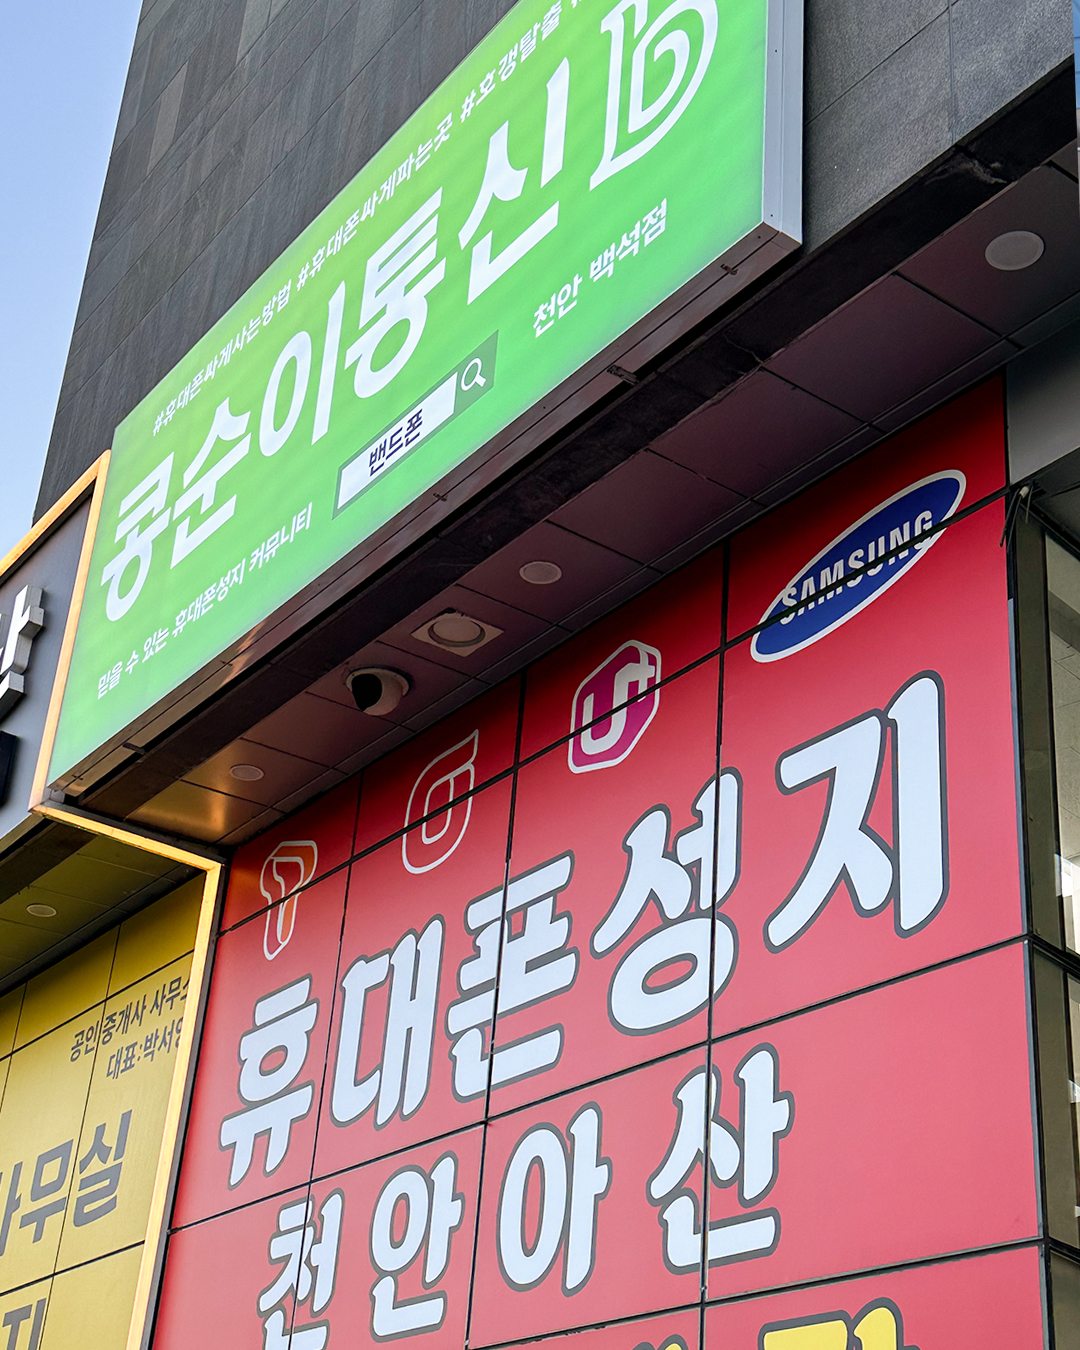 #휴대폰싸게사는방법 #휴대폰싸게파는곳 #호갱탈출
콩순이통신
천안 백석점
밴드폰
믿을 수 있는 휴대폰성지 커뮤니티
SAMSUNG
U+
T
휴대폰성지
천안아산
공인중개사 사무소
대표:박서영
사무실